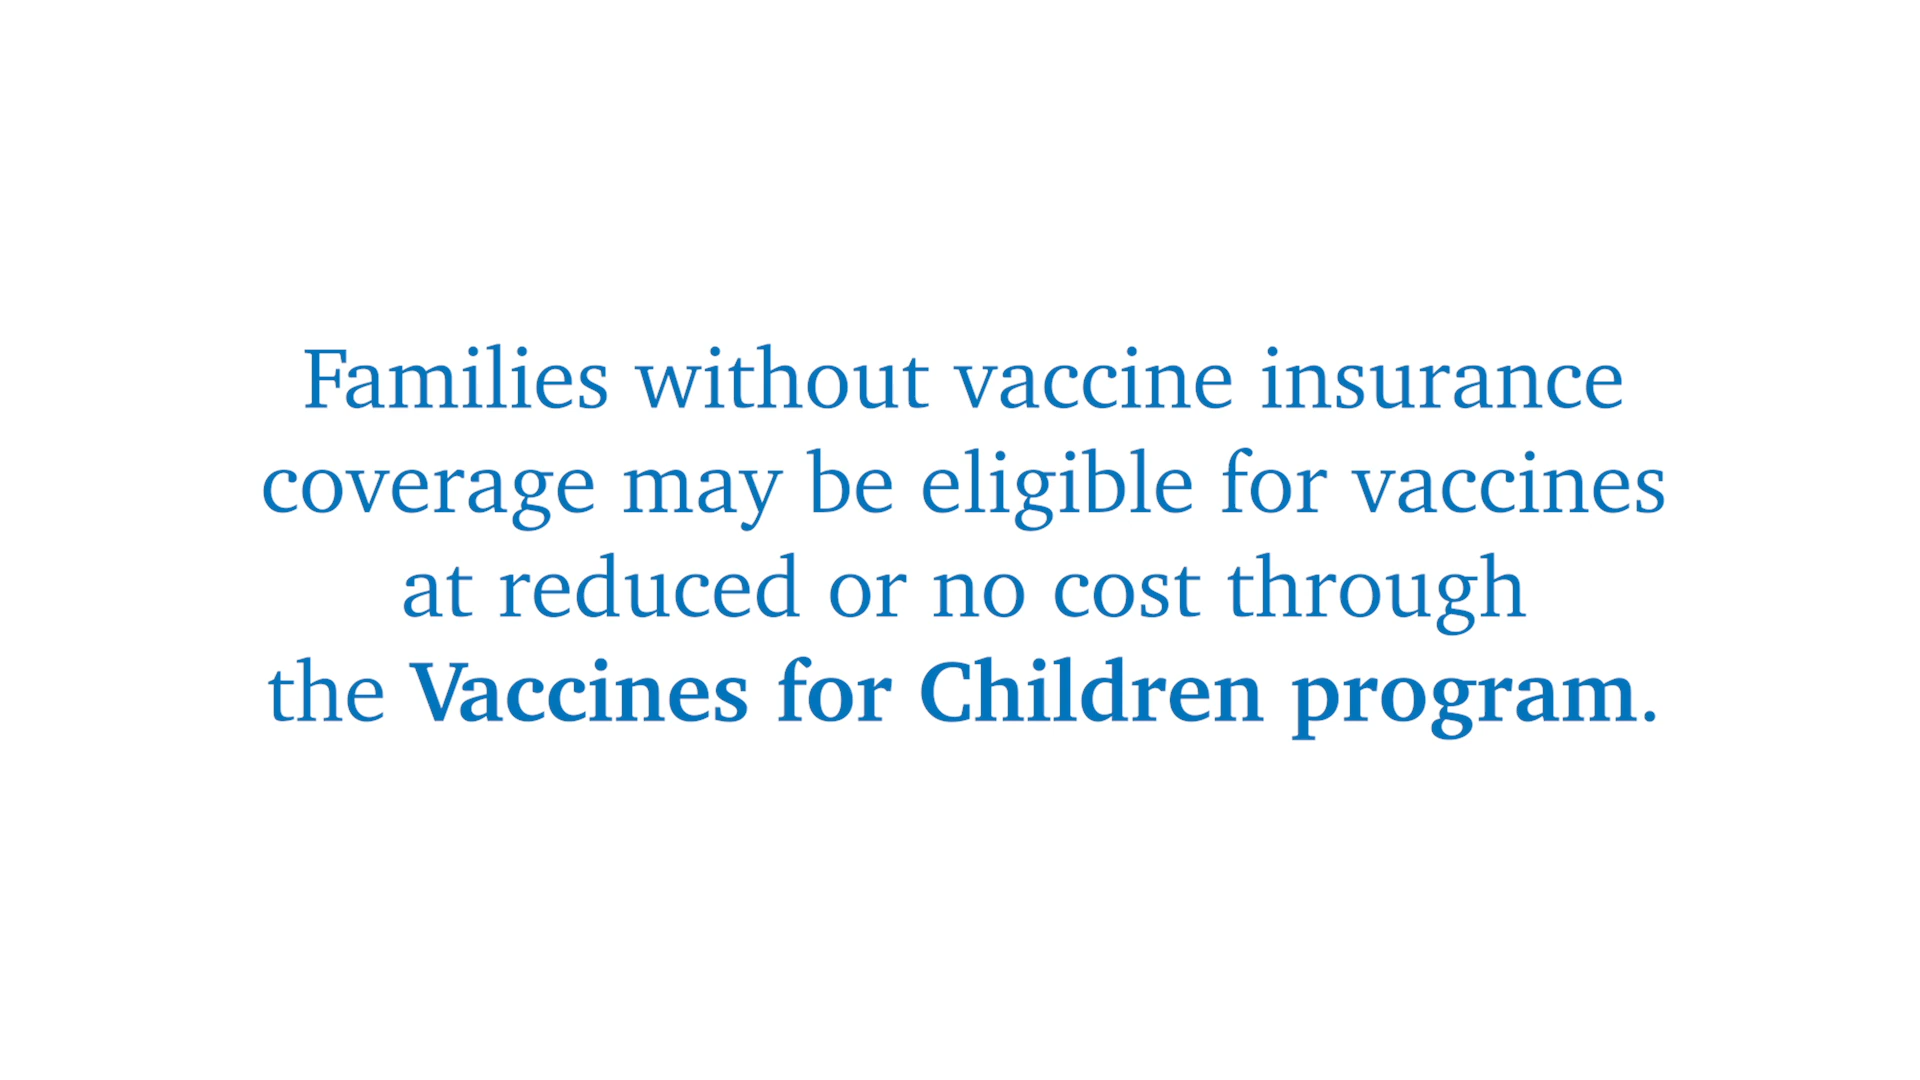 Families without vaccine insurance
coverage may be eligible for vaccines
at reduced or no cost through
the Vaccines for Children program.